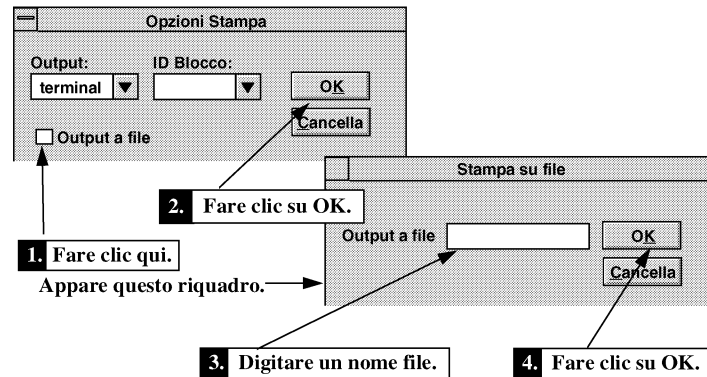 Opzioni Stampa
Output:
ID Blocco:
terminal
OK
Cancella
Output a file
2. Fare clic su OK.
1. Fare clic qui.
Appare questo riquadro.
Stampa su file
Output a file
OK
Cancella
3. Digitare un nome file.
4. Fare clic su OK.